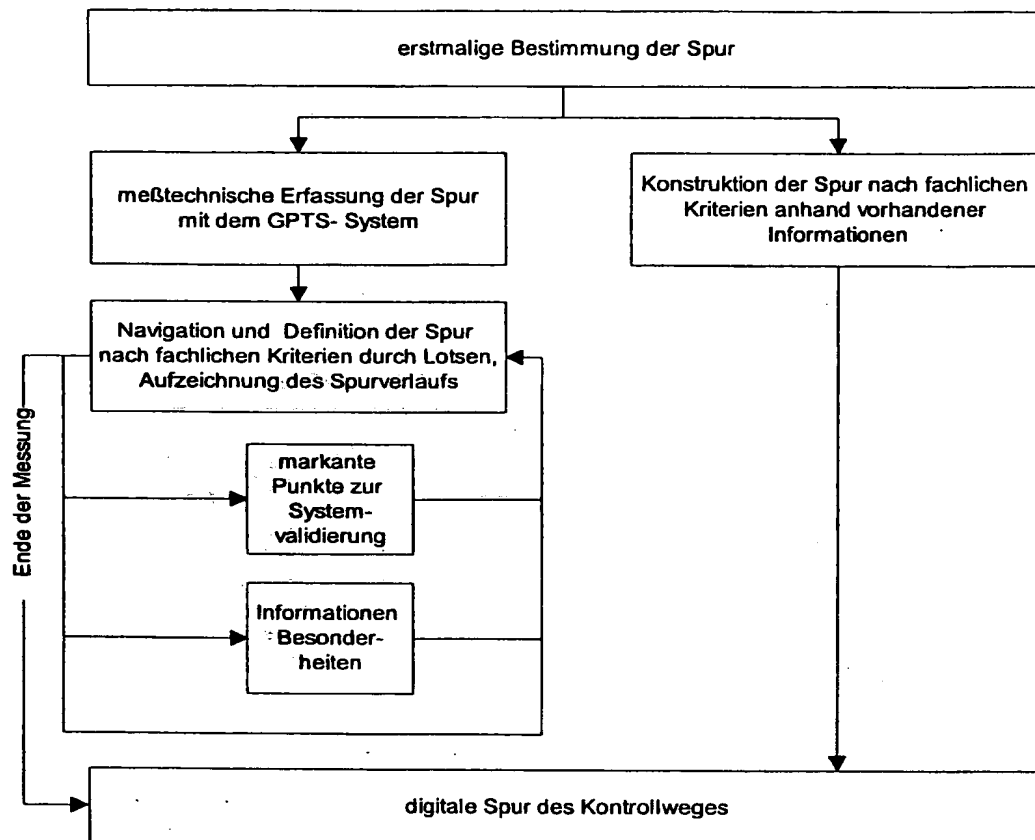 erstmalige Bestimmung der Spur
meßtechnische Erfassung der Spur
mit dem GPTS- System
Konstruktion der Spur nach fachlichen
Kriterien anhand vorhandener
Informationen
Navigation und Definition der Spur
nach fachlichen Kriterien durch Lotsen,
Aufzeichnung des Spurverlaufs
Ende der Messung
markante
Punkte zur
System-
validierung
Informationen
Besonder-
heiten
digitale Spur des Kontrollweges